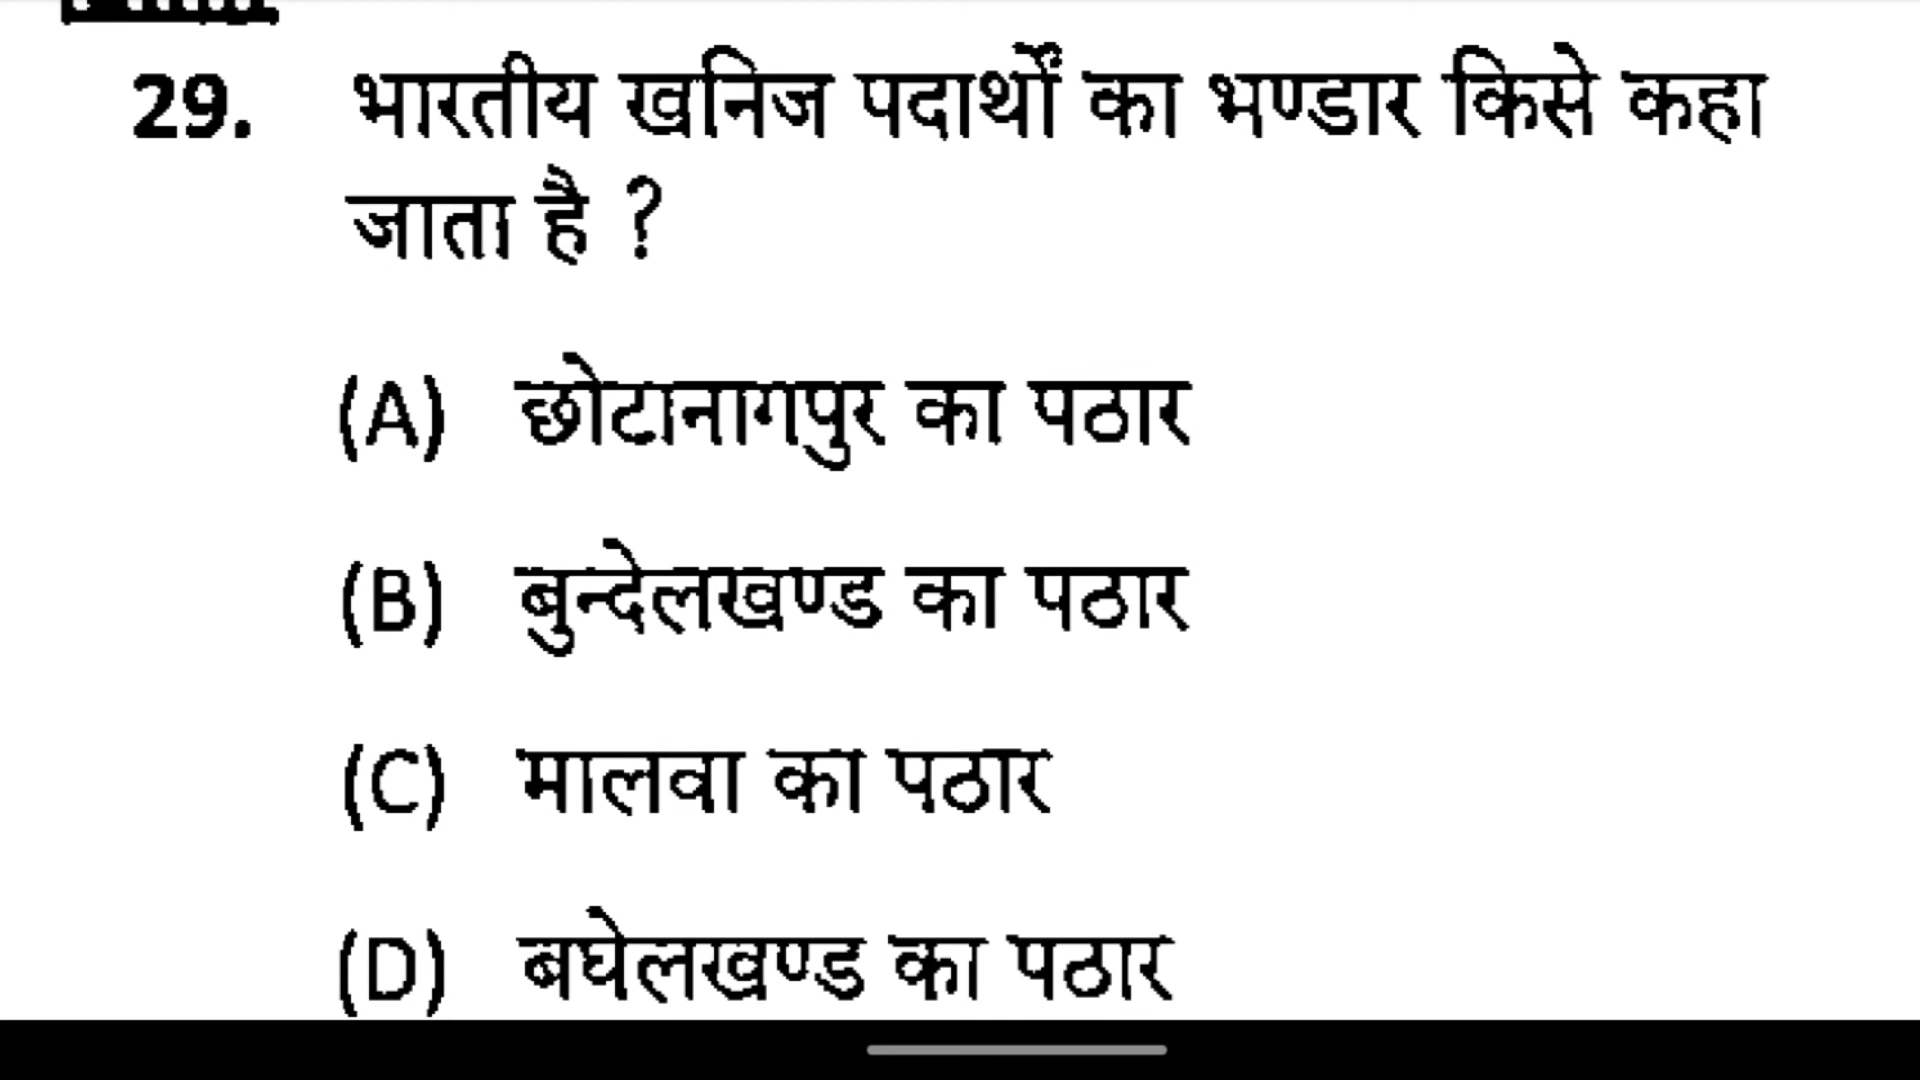 29. भारतीय खनिज पदार्थों का भण्डार किसे कहा
जाता है ?
(A) छोटानागपुर का पठार
(B) बुन्देलखण्ड का पठार
(C) मालवा का पठार
(D) बघेलखण्ड का पठार